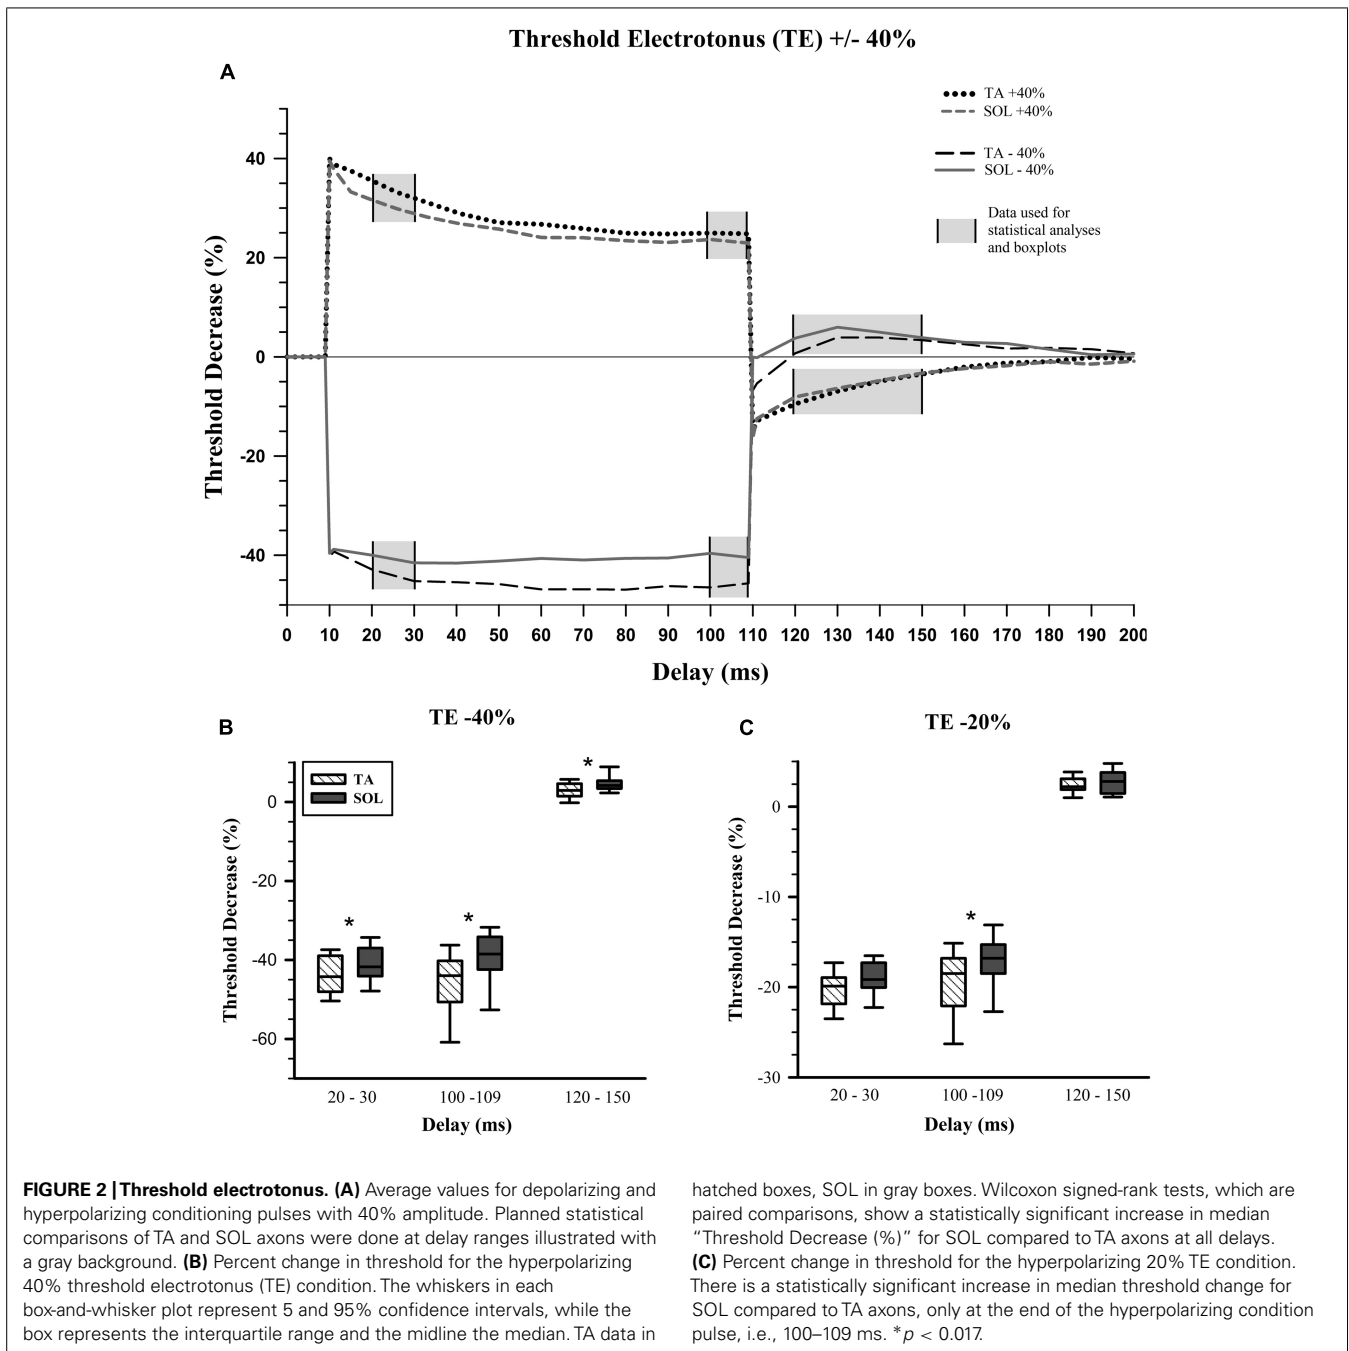 Threshold Electrotonus (TE) +/- 40%
A
TA +40%
SOL +40%
TA - 40%
SOL - 40%
Data used for
statistical analyses
and boxplots
Threshold Decrease (%)
40
20
0
-20
-40
0 10 20 30 40 50 60 70 80 90 100 110 120 130 140 150 160 170 180 190 200
Delay (ms)
B
TE -40%
TA
SOL
Threshold Decrease (%)
0
-20
-40
-60
* * *
20 - 30 100 -109 120 - 150
Delay (ms)
C
TE -20%
Threshold Decrease (%)
0
-10
-20
-30
*
20 - 30 100 -109 120 - 150
Delay (ms)
FIGURE 2 | Threshold electrotonus. (A) Average values for depolarizing and
hyperpolarizing conditioning pulses with 40% amplitude. Planned statistical
comparisons of TA and SOL axons were done at delay ranges illustrated with
a gray background. (B) Percent change in threshold for the hyperpolarizing
40% threshold electrotonus (TE) condition. The whiskers in each
box-and-whisker plot represent 5 and 95% confidence intervals, while the
box represents the interquartile range and the midline the median. TA data in
hatched boxes, SOL in gray boxes. Wilcoxon signed-rank tests, which are
paired comparisons, show a statistically significant increase in median
"Threshold Decrease (%)" for SOL compared to TA axons at all delays.
(C) Percent change in threshold for the hyperpolarizing 20% TE condition.
There is a statistically significant increase in median threshold change for
SOL compared to TA axons, only at the end of the hyperpolarizing condition
pulse, i.e., 100–109 ms. *p < 0.017.